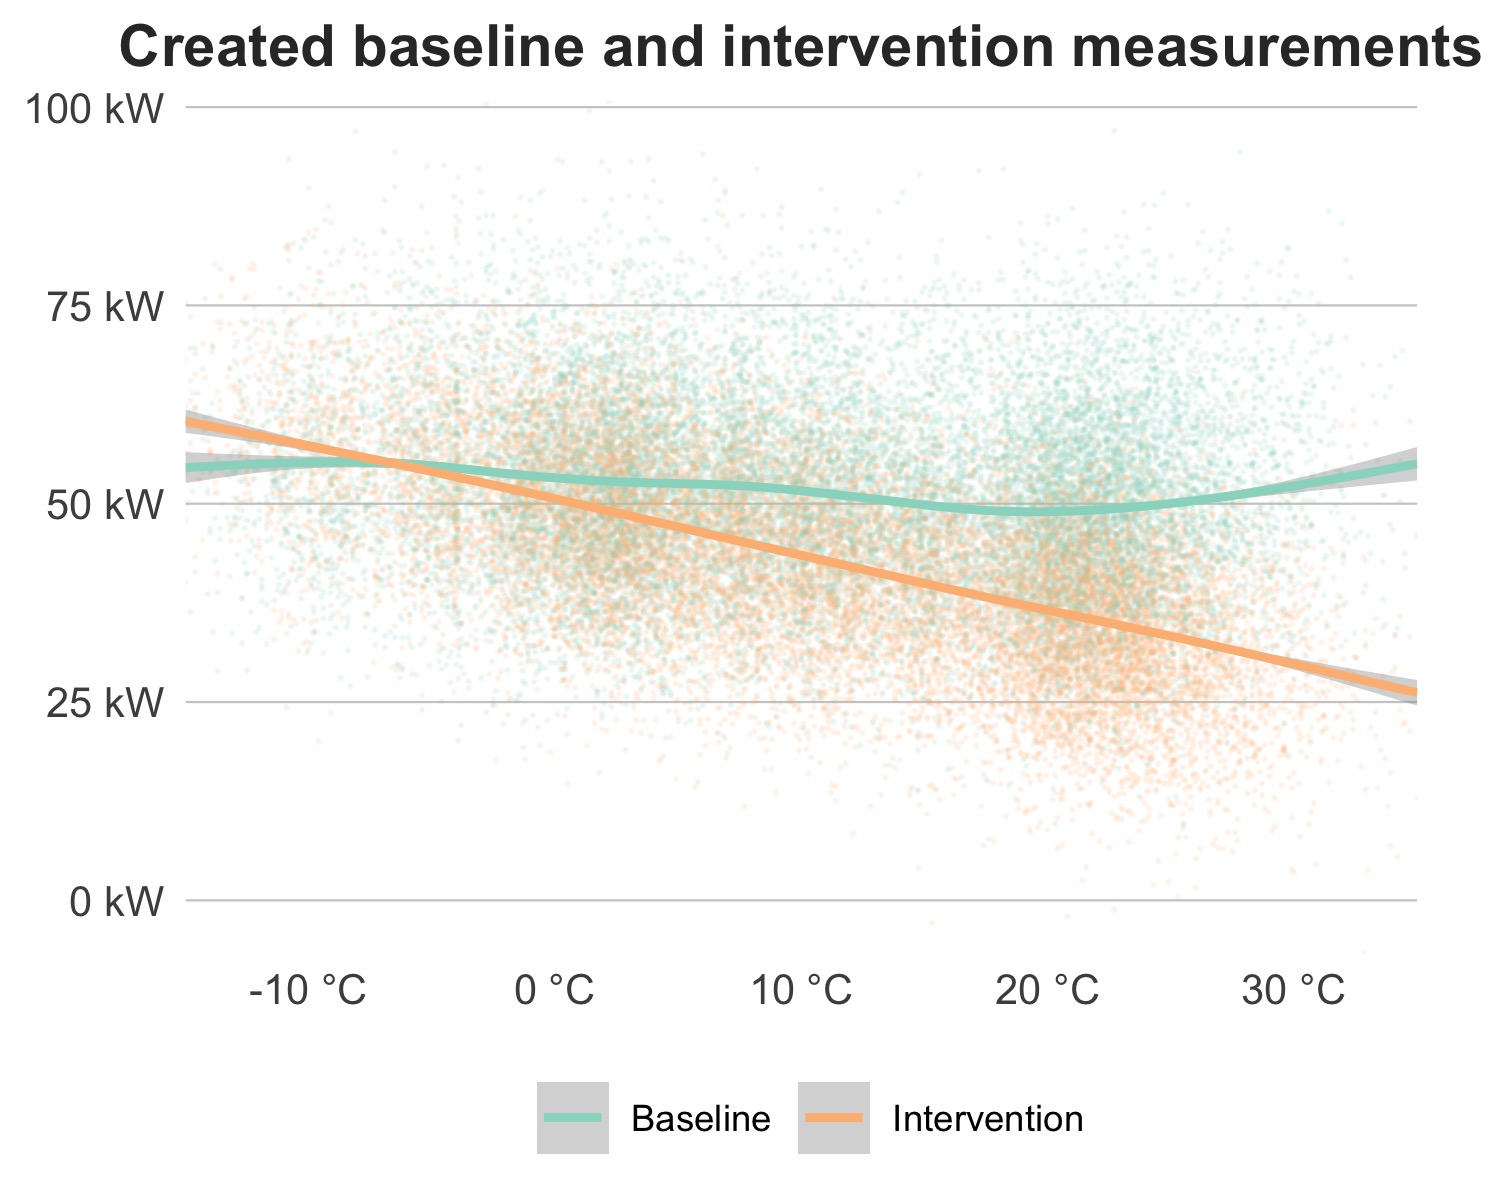 Created baseline and intervention measurements
100 kW
75 kW
50 kW
25 kW
0 kW
-10 °C 0 °C 10 °C 20 °C 30 °C
Baseline Intervention